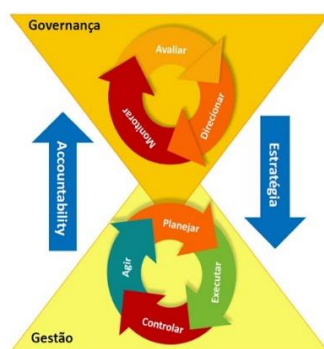 Governança
Avaliar
Direcionar
Monitorar
Accountability
Estratégia
Planejar
Executar
Controlar
Agir
Gestão